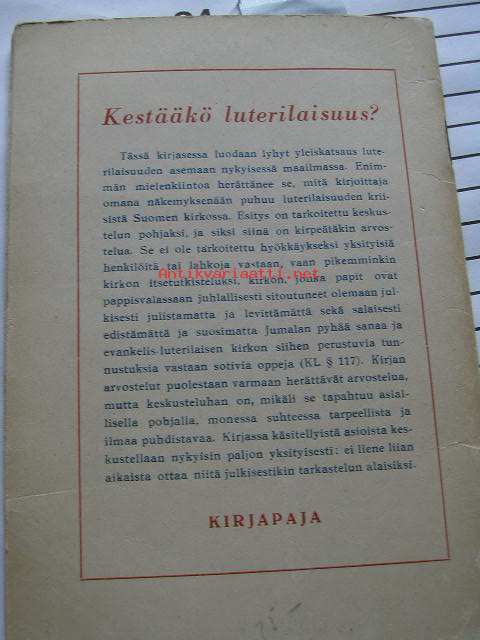 Kestääkö luterilaisuus?
Tässä kirjasessa luodaan lyhyt yleiskatsaus lute-
rilaisuuden asemaan nykyisessä maailmassa. Enim-
män mielenkiintoa herättänee se, mitä kirjoittaja
omana näkemyksenään puhuu luterilaisuuden krii-
sistä Suomen kirkossa. Esitys on tarkoitettu keskus-
telun pohjaksi, ja siksi siinä on kirpeätäkin arvos-
telua. Se ei ole tarkoitettu hyökkäykseksi yksityisiä
henkilöitä tai lahkoja vastaan, vaan pikemminkin
Antikvariaatti.net
kirkon itsetutkisteluksi, kirkon, jonka papit ovat
pappisvalassaan juhlallisesti sitoutuneet olemaan jul-
kisesti julistamatta ja levittämättä sekä salaisesti
edistämättä ja suosimatta Jumalan pyhää sanaa ja
evankelis-luterilaisen kirkon siihen perustuvia tun-
nustuksia vastaan sotivia oppeja (KL § 117). Kirjan
arvostelut puolestaan varmaan herättävät arvostelua,
mutta keskusteluhan on, mikäli se tapahtuu asial-
lisella pohjalla, monessa suhteessa tarpeellista ja
ilmaa puhdistavaa. Kirjassa käsitellyistä asioista kes-
kustellaan nykyisin paljon yksityisesti: ei liene liian
aikaista ottaa niitä julkisestikin tarkastelun alaisiksi.
KIRJAPAJA